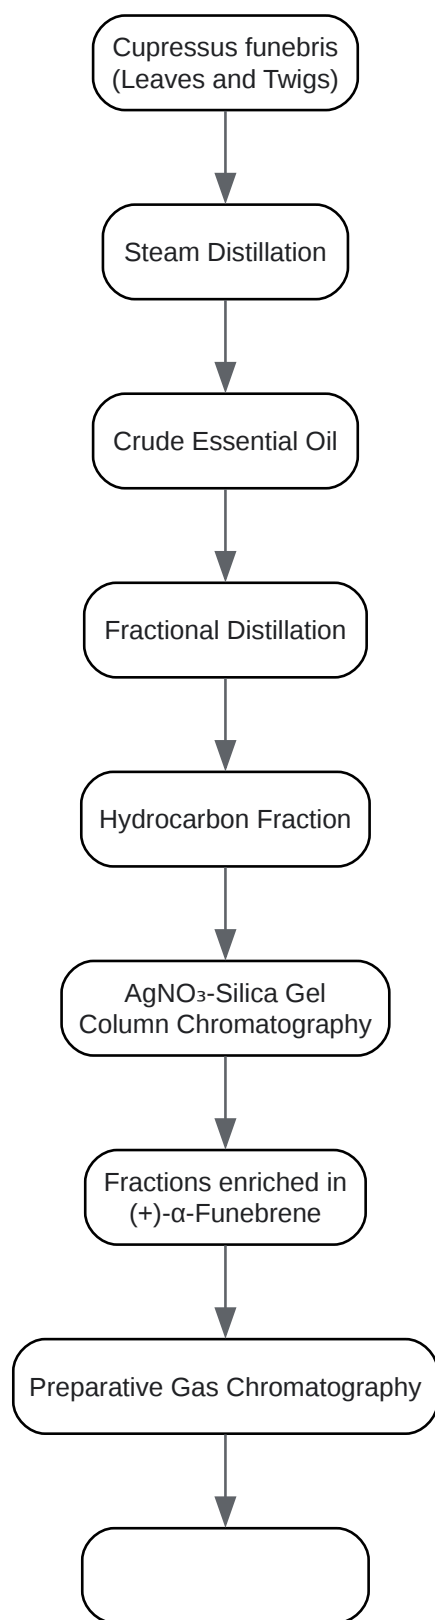 Cupressus funebris
(Leaves and Twigs)
Steam Distillation
Crude Essential Oil
Fractional Distillation
Hydrocarbon Fraction
AgNO₃-Silica Gel
Column Chromatography
Fractions enriched in
(+)-α-Funebrene
Preparative Gas Chromatography